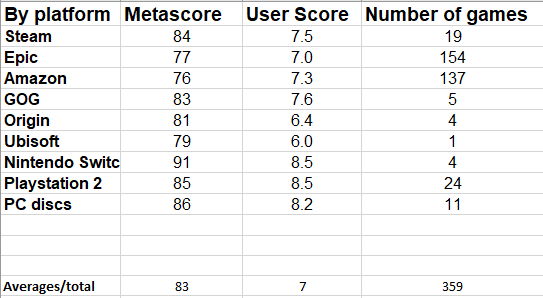 By platform Metascore User Score Number of games
Steam 84 7.5 19
Epic 77 7.0 154
Amazon 76 7.3 137
GOG 83 7.6 5
Origin 81 6.4 4
Ubisoft 79 6.0 1
Nintendo Switc 91 8.5 4
Playstation 2 85 8.5 24
PC discs 86 8.2 11
Averages/total 83 7 359